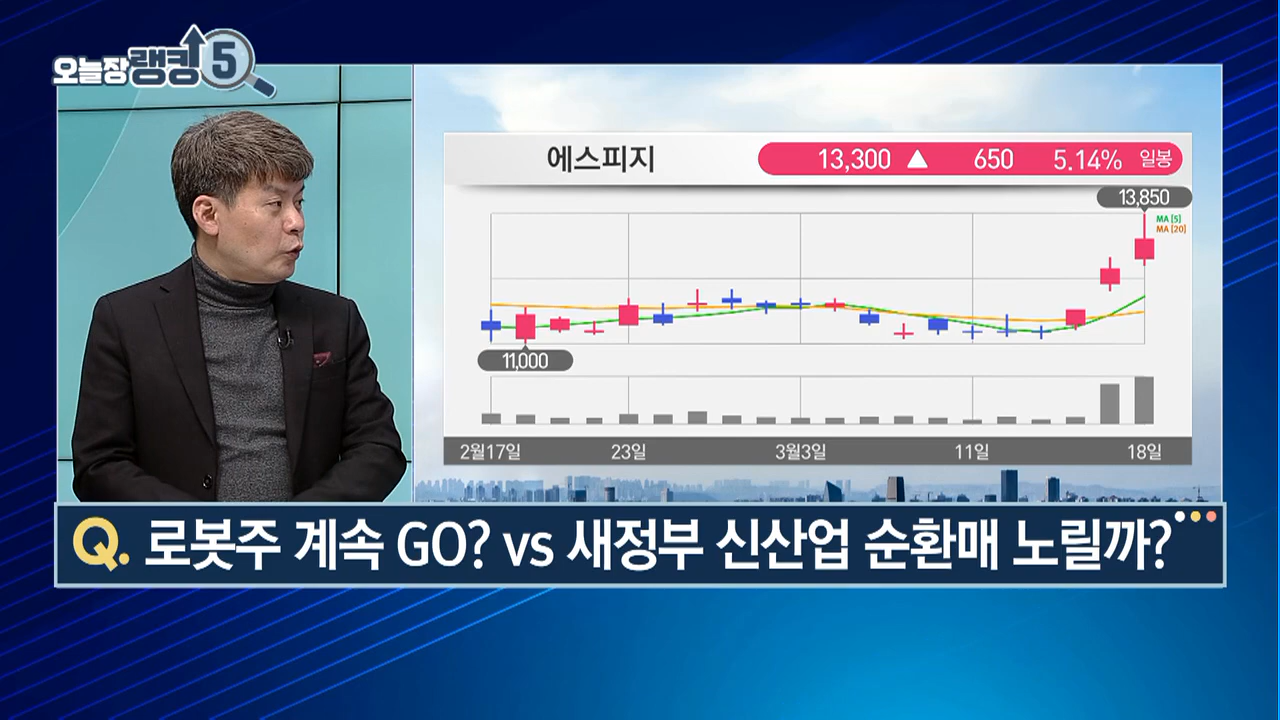 오늘장 랭킹 5
에스피지
13,300 ▲ 650 5.14% 일봉
13,850
MA [5]
MA [20]
11,000
2월17일 23일 3월3일 11일 18일
Q. 로봇주 계속 GO? vs 새정부 신산업 순환매 노릴까?